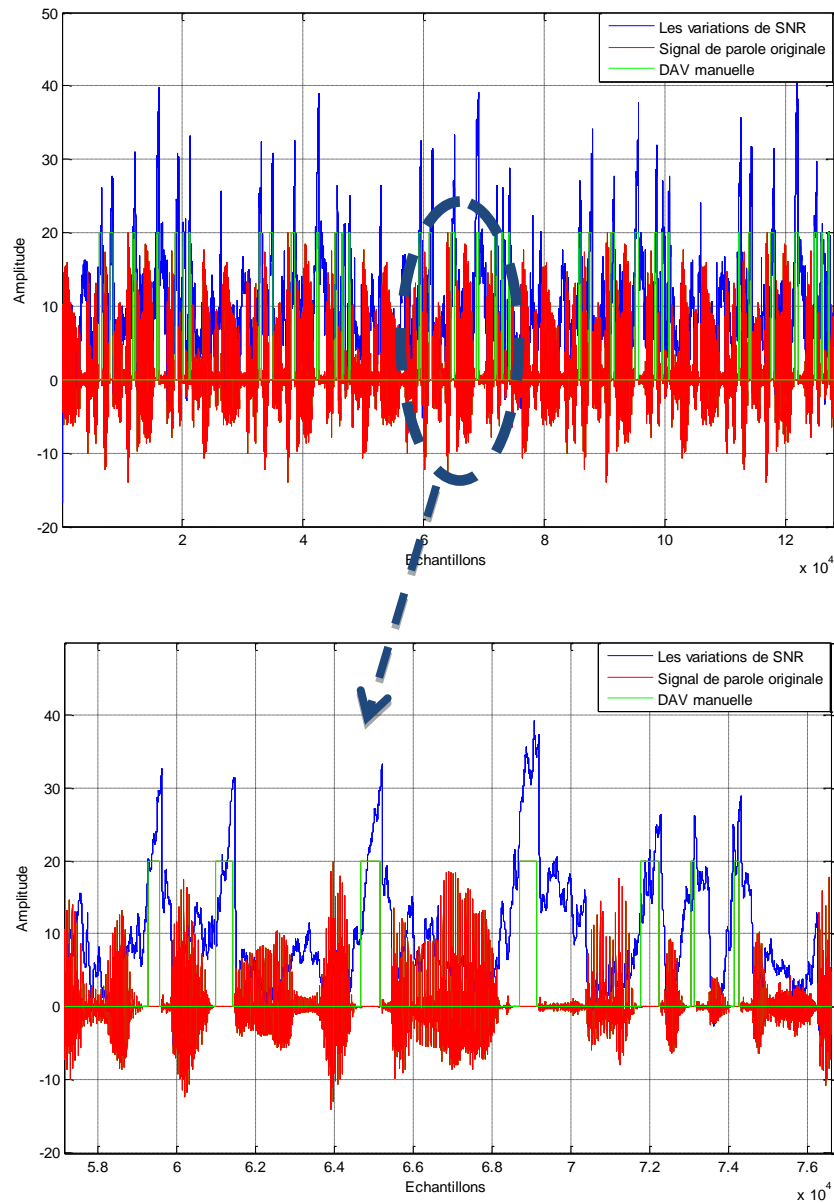 50
40
30
20
10
0
-10
-20
Amplitude
Les variations de SNR
Signal de parole originale
DAV manuelle
2 4 6 8 10 12
Echantillons
x 10^4
40
30
20
10
0
-10
-20
Amplitude
Les variations de SNR
Signal de parole originale
DAV manuelle
5.8 6 6.2 6.4 6.6 6.8 7 7.2 7.4 7.6
Echantillons
x 10^4